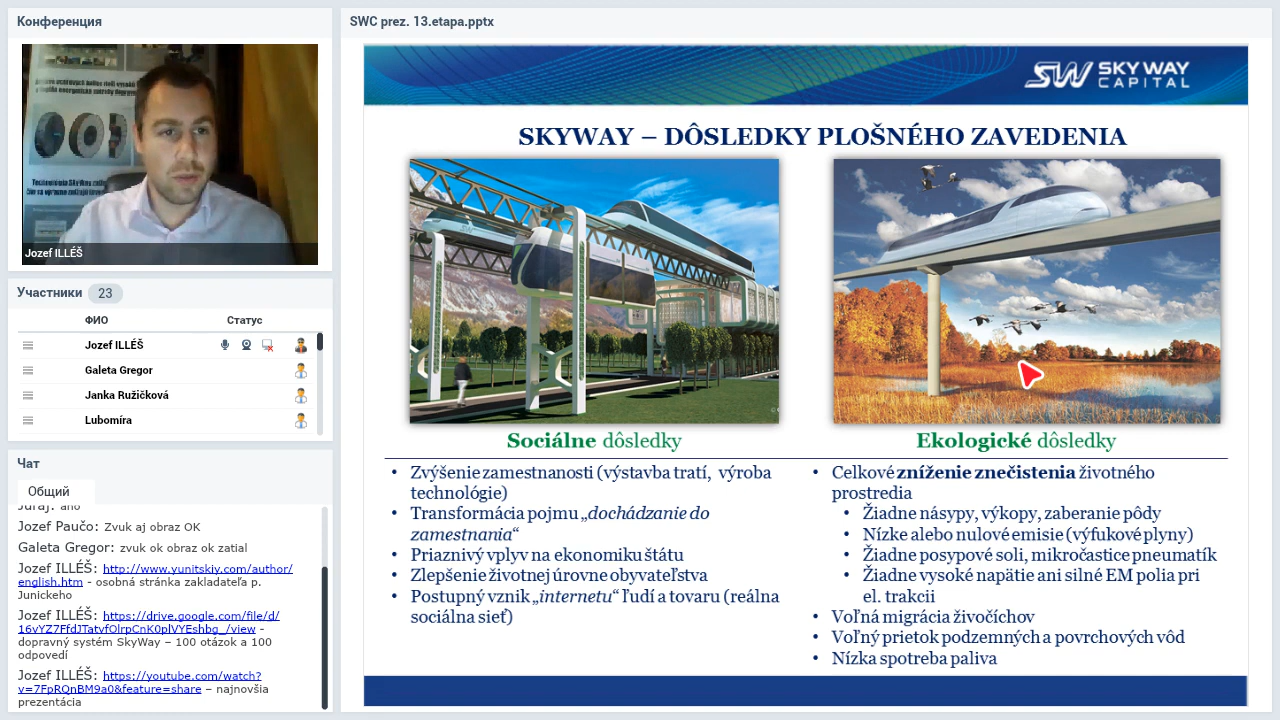 Конференция
Jozef ILLÉŠ
Участники 23
ФИО Статус
Jozef ILLÉŠ
Galeta Gregor
Janka Ružičková
Lubomíra
Чат
Общий
Juraj: ano
Jozef Paučo: Zvuk aj obraz OK
Galeta Gregor: zvuk ok obraz ok zatial
Jozef ILLÉŠ: http://www.yunitskiy.com/author/
english.htm - osobná stránka zakladateľa p.
Junickeho
Jozef ILLÉŠ: https://drive.google.com/file/d/
16vYZ7FfdJTatvfOlrpCnK0plVYEshbg_/view -
dopravný systém SkyWay – 100 otázok a 100
odpovedí
Jozef ILLÉŠ: https://youtube.com/watch?
v=7FpRQnBM9a0&feature=share – najnovšia
prezentácia
SWC prez. 13.etapa.pptx
SW SKY WAY
CAPITAL
SKYWAY – DÔSLEDKY PLOŠNÉHO ZAVEDENIA
Sociálne dôsledky
• Zvýšenie zamestnanosti (výstavba tratí, výroba
technológie)
• Transformácia pojmu „dochádzanie do
zamestnania“
• Priaznivý vplyv na ekonomiku štátu
• Zlepšenie životnej úrovne obyvateľstva
• Postupný vznik „internetu“ ľudí a tovaru (reálna
sociálna sieť)
Ekologické dôsledky
• Celkové zníženie znečistenia životného
prostredia
• Žiadne násypy, výkopy, zaberanie pôdy
• Nízke alebo nulové emisie (výfukové plyny)
• Žiadne posypové soli, mikročastice pneumatík
• Žiadne vysoké napätie ani silné EM polia pri
el. trakcii
• Voľná migrácia živočíchov
• Voľný prietok podzemných a povrchových vôd
• Nízka spotreba paliva